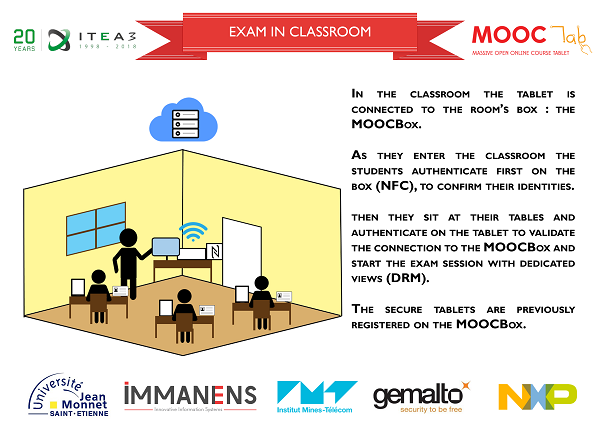 20
YEARS
ITEA3
1998 - 2018
EXAM IN CLASSROOM
MOOC Tab
MASSIVE OPEN ONLINE COURSE TABLET
IN THE CLASSROOM THE TABLET IS
CONNECTED TO THE ROOM'S BOX : THE
MOOCBOX.
AS THEY ENTER THE CLASSROOM THE
STUDENTS AUTHENTICATE FIRST ON THE
BOX (NFC), TO CONFIRM THEIR IDENTITIES.
THEN THEY SIT AT THEIR TABLES AND
AUTHENTICATE ON THE TABLET TO VALIDATE
THE CONNECTION TO THE MOOCBOX AND
START THE EXAM SESSION WITH DEDICATED
VIEWS (DRM).
THE SECURE TABLETS ARE PREVIOUSLY
REGISTERED ON THE MOOCBOX.
Université
Jean
Monnet
SAINT-ETIENNE
iMMANENS
Innovative Information Systems
Institut Mines-Télécom
gemalto
security to be free
NXP